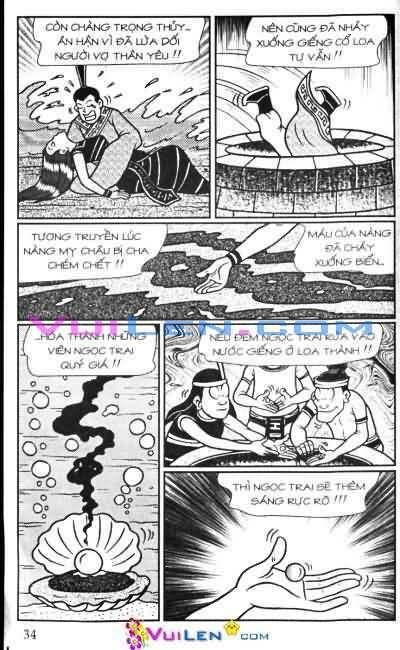 CÒN CHÀNG TRỌNG THỦY...
ÂN HẬN VÌ ĐÃ LỪA DỐI
NGƯỜI VỢ THÂN YÊU !!
NÊN CŨNG ĐÃ NHẢY
XUỐNG GIẾNG CỔ LOA
TỰ VẪN !!
TƯƠNG TRUYỀN LÚC
NÀNG MỴ CHÂU BỊ CHA
CHÉM CHẾT !!
MÁU CỦA NÀNG
ĐÃ CHẢY
XUỐNG BIỂN...
VUILEN.COM
...HÓA THÀNH NHỮNG
VIÊN NGỌC TRAI
QUÝ GIÁ !!
NẾU ĐEM NGỌC TRAI RỬA VÀO
NƯỚC GIẾNG Ở LOA THÀNH !!
THÌ NGỌC TRAI SẼ THÊM
SÁNG RỰC RỠ !!!
34
VUILEN.COM